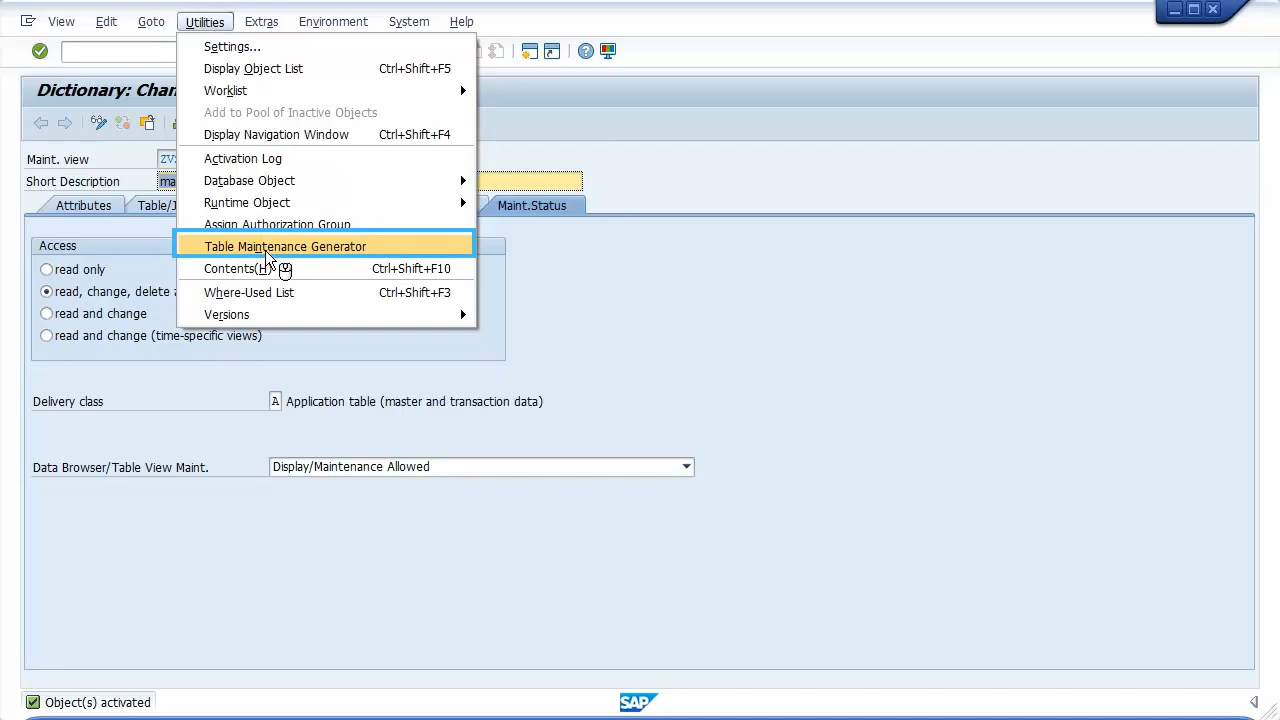 View Edit Goto Utilities Extras Environment System Help
Settings...
Display Object List Ctrl+Shift+F5
Worklist
Dictionary: Chan
Add to Pool of Inactive Objects
Display Navigation Window Ctrl+Shift+F4
Maint. view ZV
Activation Log
Short Description ma
Database Object
Attributes Table/J
Runtime Object
Maint.Status
Assign Authorization Group
Access
Table Maintenance Generator
read only
Contents(H) Ctrl+Shift+F10
read, change, delete a
Where-Used List Ctrl+Shift+F3
read and change
Versions
read and change (time-specific views)
Delivery class A Application table (master and transaction data)
Data Browser/Table View Maint. Display/Maintenance Allowed
Object(s) activated
SAP